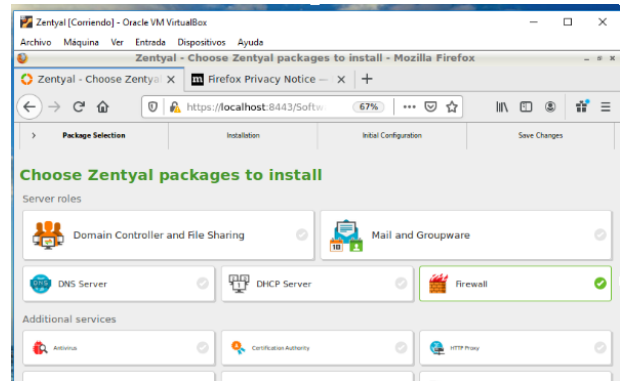 Zentyal [Corriendo] - Oracle VM VirtualBox
Archivo Máquina Ver Entrada Dispositivos Ayuda
Zentyal - Choose Zentyal packages to install - Mozilla Firefox
Zentyal - Choose Zentyal Firefox Privacy Notice —
https://localhost:8443/Softw 67%
Package Selection Installation Initial Configuration Save Changes
Choose Zentyal packages to install
Server roles
Domain Controller and File Sharing Mail and Groupware
DNS Server DHCP Server Firewall
Additional services
Antivirus Certification Authority HTTP Proxy